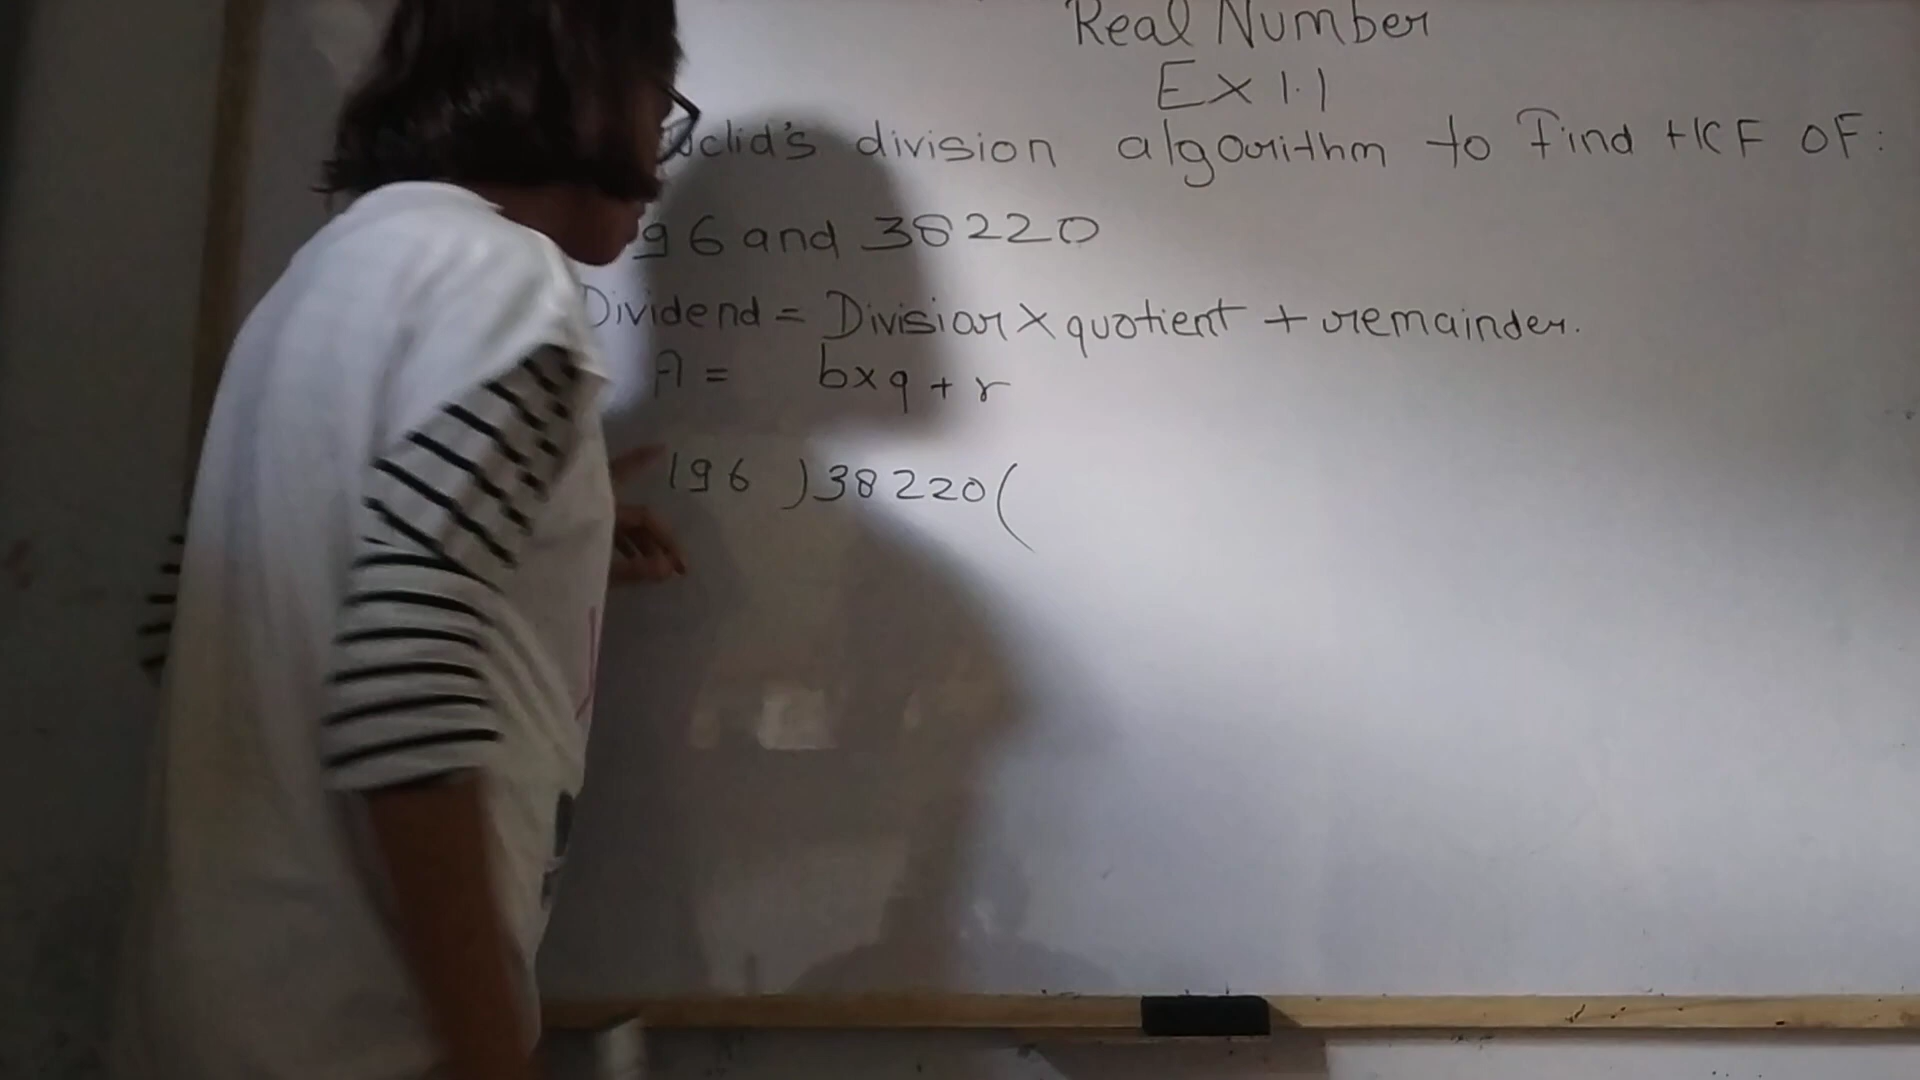 Real Number
Ex 1.1
clid's division algorithm to Find HCF OF:
96 and 38220
Dividend = Divisior × quotient + remainder.
A = b×q + r
196 ) 38220 (